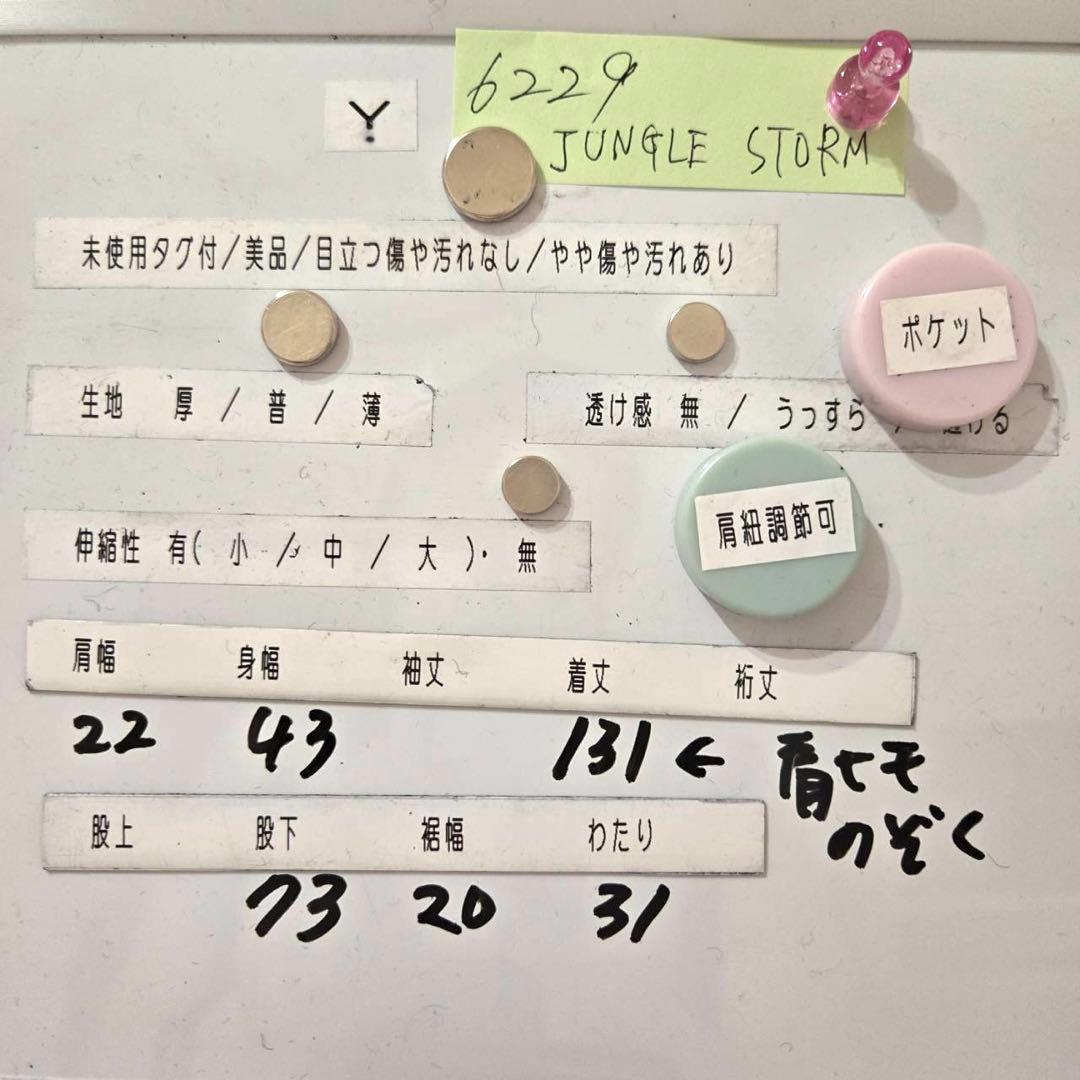 Y
6229
JUNGLE STORM
未使用タグ付/美品/目立つ傷や汚れなし/やや傷や汚れあり
ポケット
生地 厚 / 普 / 薄
透け感 無 / うっすら / 透ける
肩紐調節可
伸縮性 有( 小 / 中 / 大 )・ 無
肩幅 身幅 袖丈 着丈 裄丈
22 43 131 ← 肩ヒモ
のぞく
股上 股下 裾幅 わたり
73 20 31